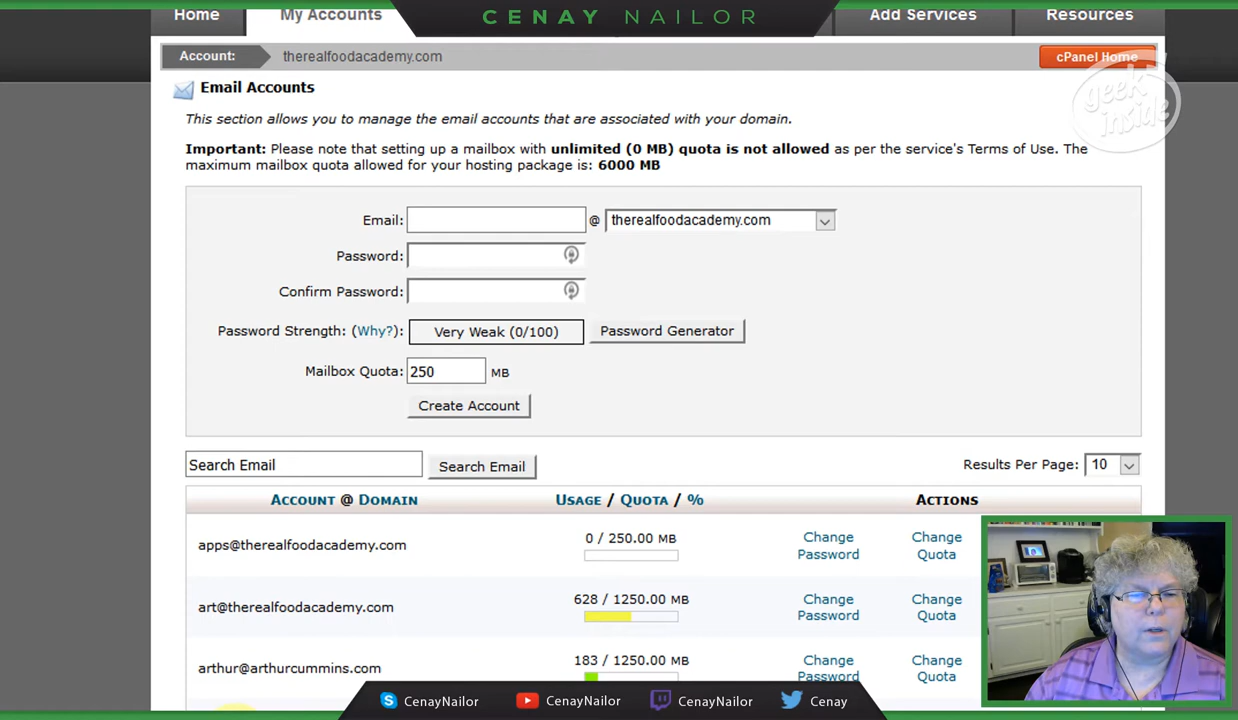 Home
My Accounts
CENAY NAILOR
Add Services
Resources
Account:
therealfoodacademy.com
cPanel Home
geek inside
Email Accounts
This section allows you to manage the email accounts that are associated with your domain.
Important: Please note that setting up a mailbox with unlimited (0 MB) quota is not allowed as per the service's Terms of Use. The
maximum mailbox quota allowed for your hosting package is: 6000 MB
Email: @ therealfoodacademy.com
Password:
Confirm Password:
Password Strength: (Why?): Very Weak (0/100) Password Generator
Mailbox Quota: 250 MB
Create Account
Search Email Search Email Results Per Page: 10
ACCOUNT @ DOMAIN USAGE / QUOTA / % ACTIONS
apps@therealfoodacademy.com 0 / 250.00 MB Change Password Change Quota
art@therealfoodacademy.com 628 / 1250.00 MB Change Password Change Quota
arthur@arthurcummins.com 183 / 1250.00 MB Change Password Change Quota
CenayNailor CenayNailor CenayNailor Cenay